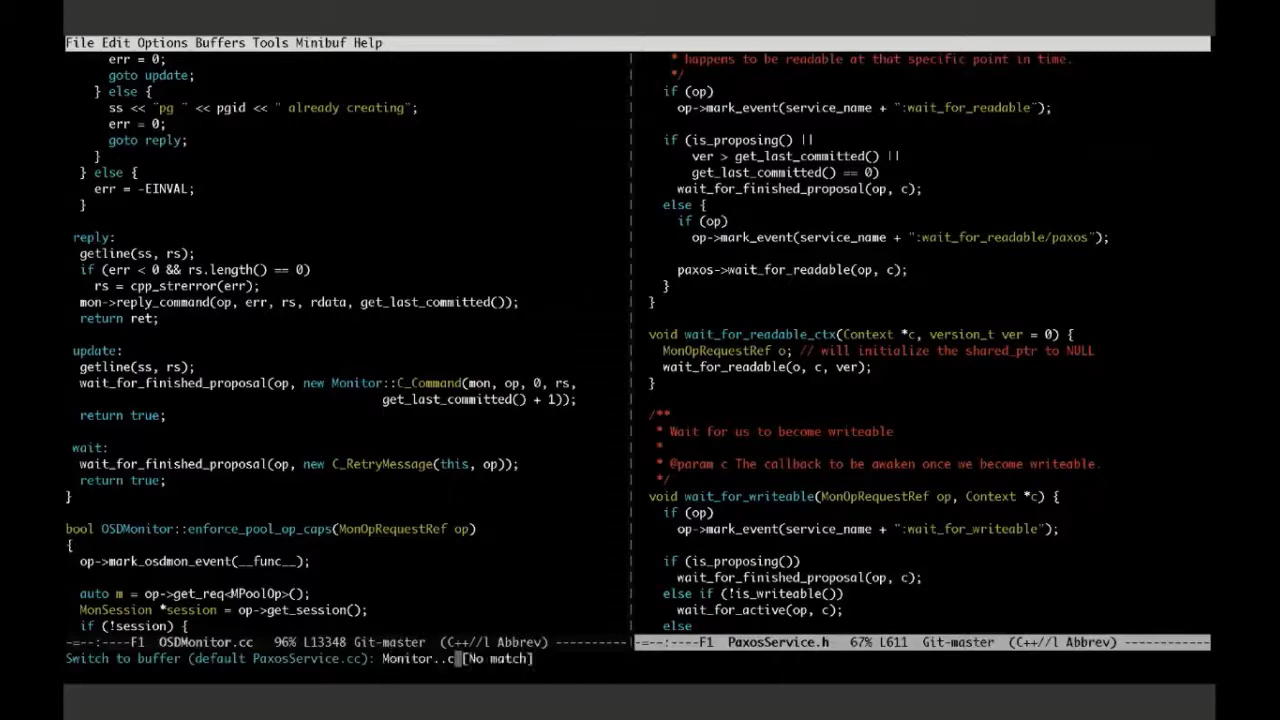 File Edit Options Buffers Tools Minibuf Help
      err = 0;
      goto update;
    } else {
      ss << "pg " << pgid << " already creating";
      err = 0;
      goto reply;
    }
  } else {
    err = -EINVAL;
  }
 reply:
  getline(ss, rs);
  if (err < 0 && rs.length() == 0)
    rs = cpp_strerror(err);
  mon->reply_command(op, err, rs, rdata, get_last_committed());
  return ret;
 update:
  getline(ss, rs);
  wait_for_finished_proposal(op, new Monitor::C_Command(mon, op, 0, rs,
                                            get_last_committed() + 1));
  return true;
 wait:
  wait_for_finished_proposal(op, new C_RetryMessage(this, op));
  return true;
}
bool OSDMonitor::enforce_pool_op_caps(MonOpRequestRef op)
{
  op->mark_osdmon_event(__func__);
  auto m = op->get_req<MPoolOp>();
  MonSession *session = op->get_session();
  if (!session) {
-=--:----F1  OSDMonitor.cc   96% L13348  Git-master  (C++//l Abbrev) ----------
   * happens to be readable at that specific point in time.
   */
  if (op)
    op->mark_event(service_name + ":wait_for_readable");
  if (is_proposing() ||
      ver > get_last_committed() ||
      get_last_committed() == 0)
    wait_for_finished_proposal(op, c);
  else {
    if (op)
      op->mark_event(service_name + ":wait_for_readable/paxos");
    paxos->wait_for_readable(op, c);
  }
}
void wait_for_readable_ctx(Context *c, version_t ver = 0) {
  MonOpRequestRef o; // will initialize the shared_ptr to NULL
  wait_for_readable(o, c, ver);
}
/**
 * Wait for us to become writeable
 *
 * @param c The callback to be awaken once we become writeable.
 */
void wait_for_writeable(MonOpRequestRef op, Context *c) {
  if (op)
    op->mark_event(service_name + ":wait_for_writeable");
  if (is_proposing())
    wait_for_finished_proposal(op, c);
  else if (!is_writeable())
    wait_for_active(op, c);
  else
-=--:----F1  PaxosService.h   67% L611  Git-master  (C++//l Abbrev) -------------
Switch to buffer (default PaxosService.cc): Monitor..c [No match]